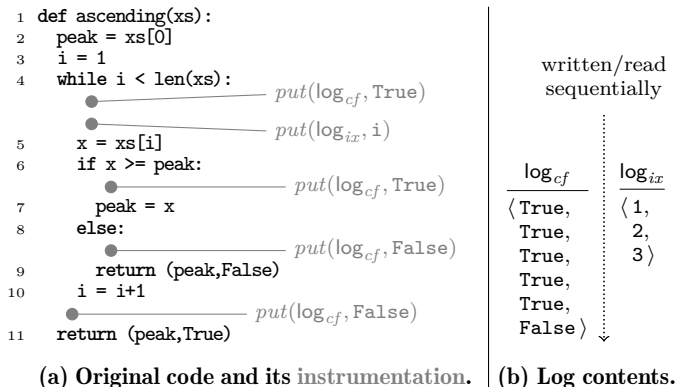 1 def ascending(xs):
2 peak = xs[0]
3 i = 1
4 while i < len(xs):
put(log_cf, True)
put(log_ix, i)
5 x = xs[i]
6 if x >= peak:
put(log_cf, True)
7 peak = x
8 else:
put(log_cf, False)
9 return (peak,False)
10 i = i+1
put(log_cf, False)
11 return (peak,True)
(a) Original code and its instrumentation.
written/read
sequentially
log_cf log_ix
⟨True, ⟨1,
True, 2,
True, 3⟩
True,
True,
False⟩
(b) Log contents.